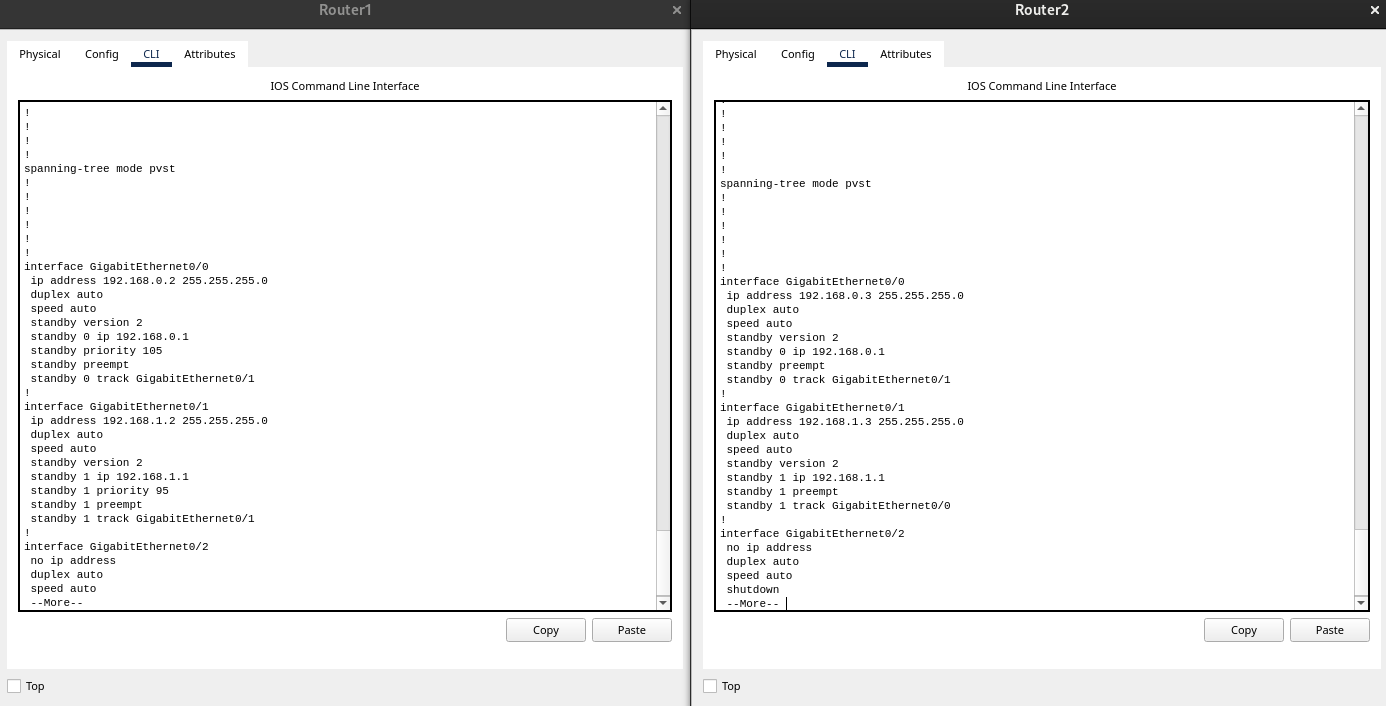 Router1
Physical Config CLI Attributes
IOS Command Line Interface
!
!
!
!
spanning-tree mode pvst
!
!
!
!
!
!
interface GigabitEthernet0/0
ip address 192.168.0.2 255.255.255.0
duplex auto
speed auto
standby version 2
standby 0 ip 192.168.0.1
standby priority 105
standby preempt
standby 0 track GigabitEthernet0/1
!
interface GigabitEthernet0/1
ip address 192.168.1.2 255.255.255.0
duplex auto
speed auto
standby version 2
standby 1 ip 192.168.1.1
standby 1 priority 95
standby 1 preempt
standby 1 track GigabitEthernet0/1
!
interface GigabitEthernet0/2
no ip address
duplex auto
speed auto
--More--
Copy Paste
Top
Router2
Physical Config CLI Attributes
IOS Command Line Interface
!
!
!
!
!
spanning-tree mode pvst
!
!
!
!
!
!
interface GigabitEthernet0/0
ip address 192.168.0.3 255.255.255.0
duplex auto
speed auto
standby version 2
standby 0 ip 192.168.0.1
standby preempt
standby 0 track GigabitEthernet0/1
!
interface GigabitEthernet0/1
ip address 192.168.1.3 255.255.255.0
duplex auto
speed auto
standby version 2
standby 1 ip 192.168.1.1
standby 1 preempt
standby 1 track GigabitEthernet0/0
!
interface GigabitEthernet0/2
no ip address
duplex auto
speed auto
shutdown
--More--
Copy Paste
Top